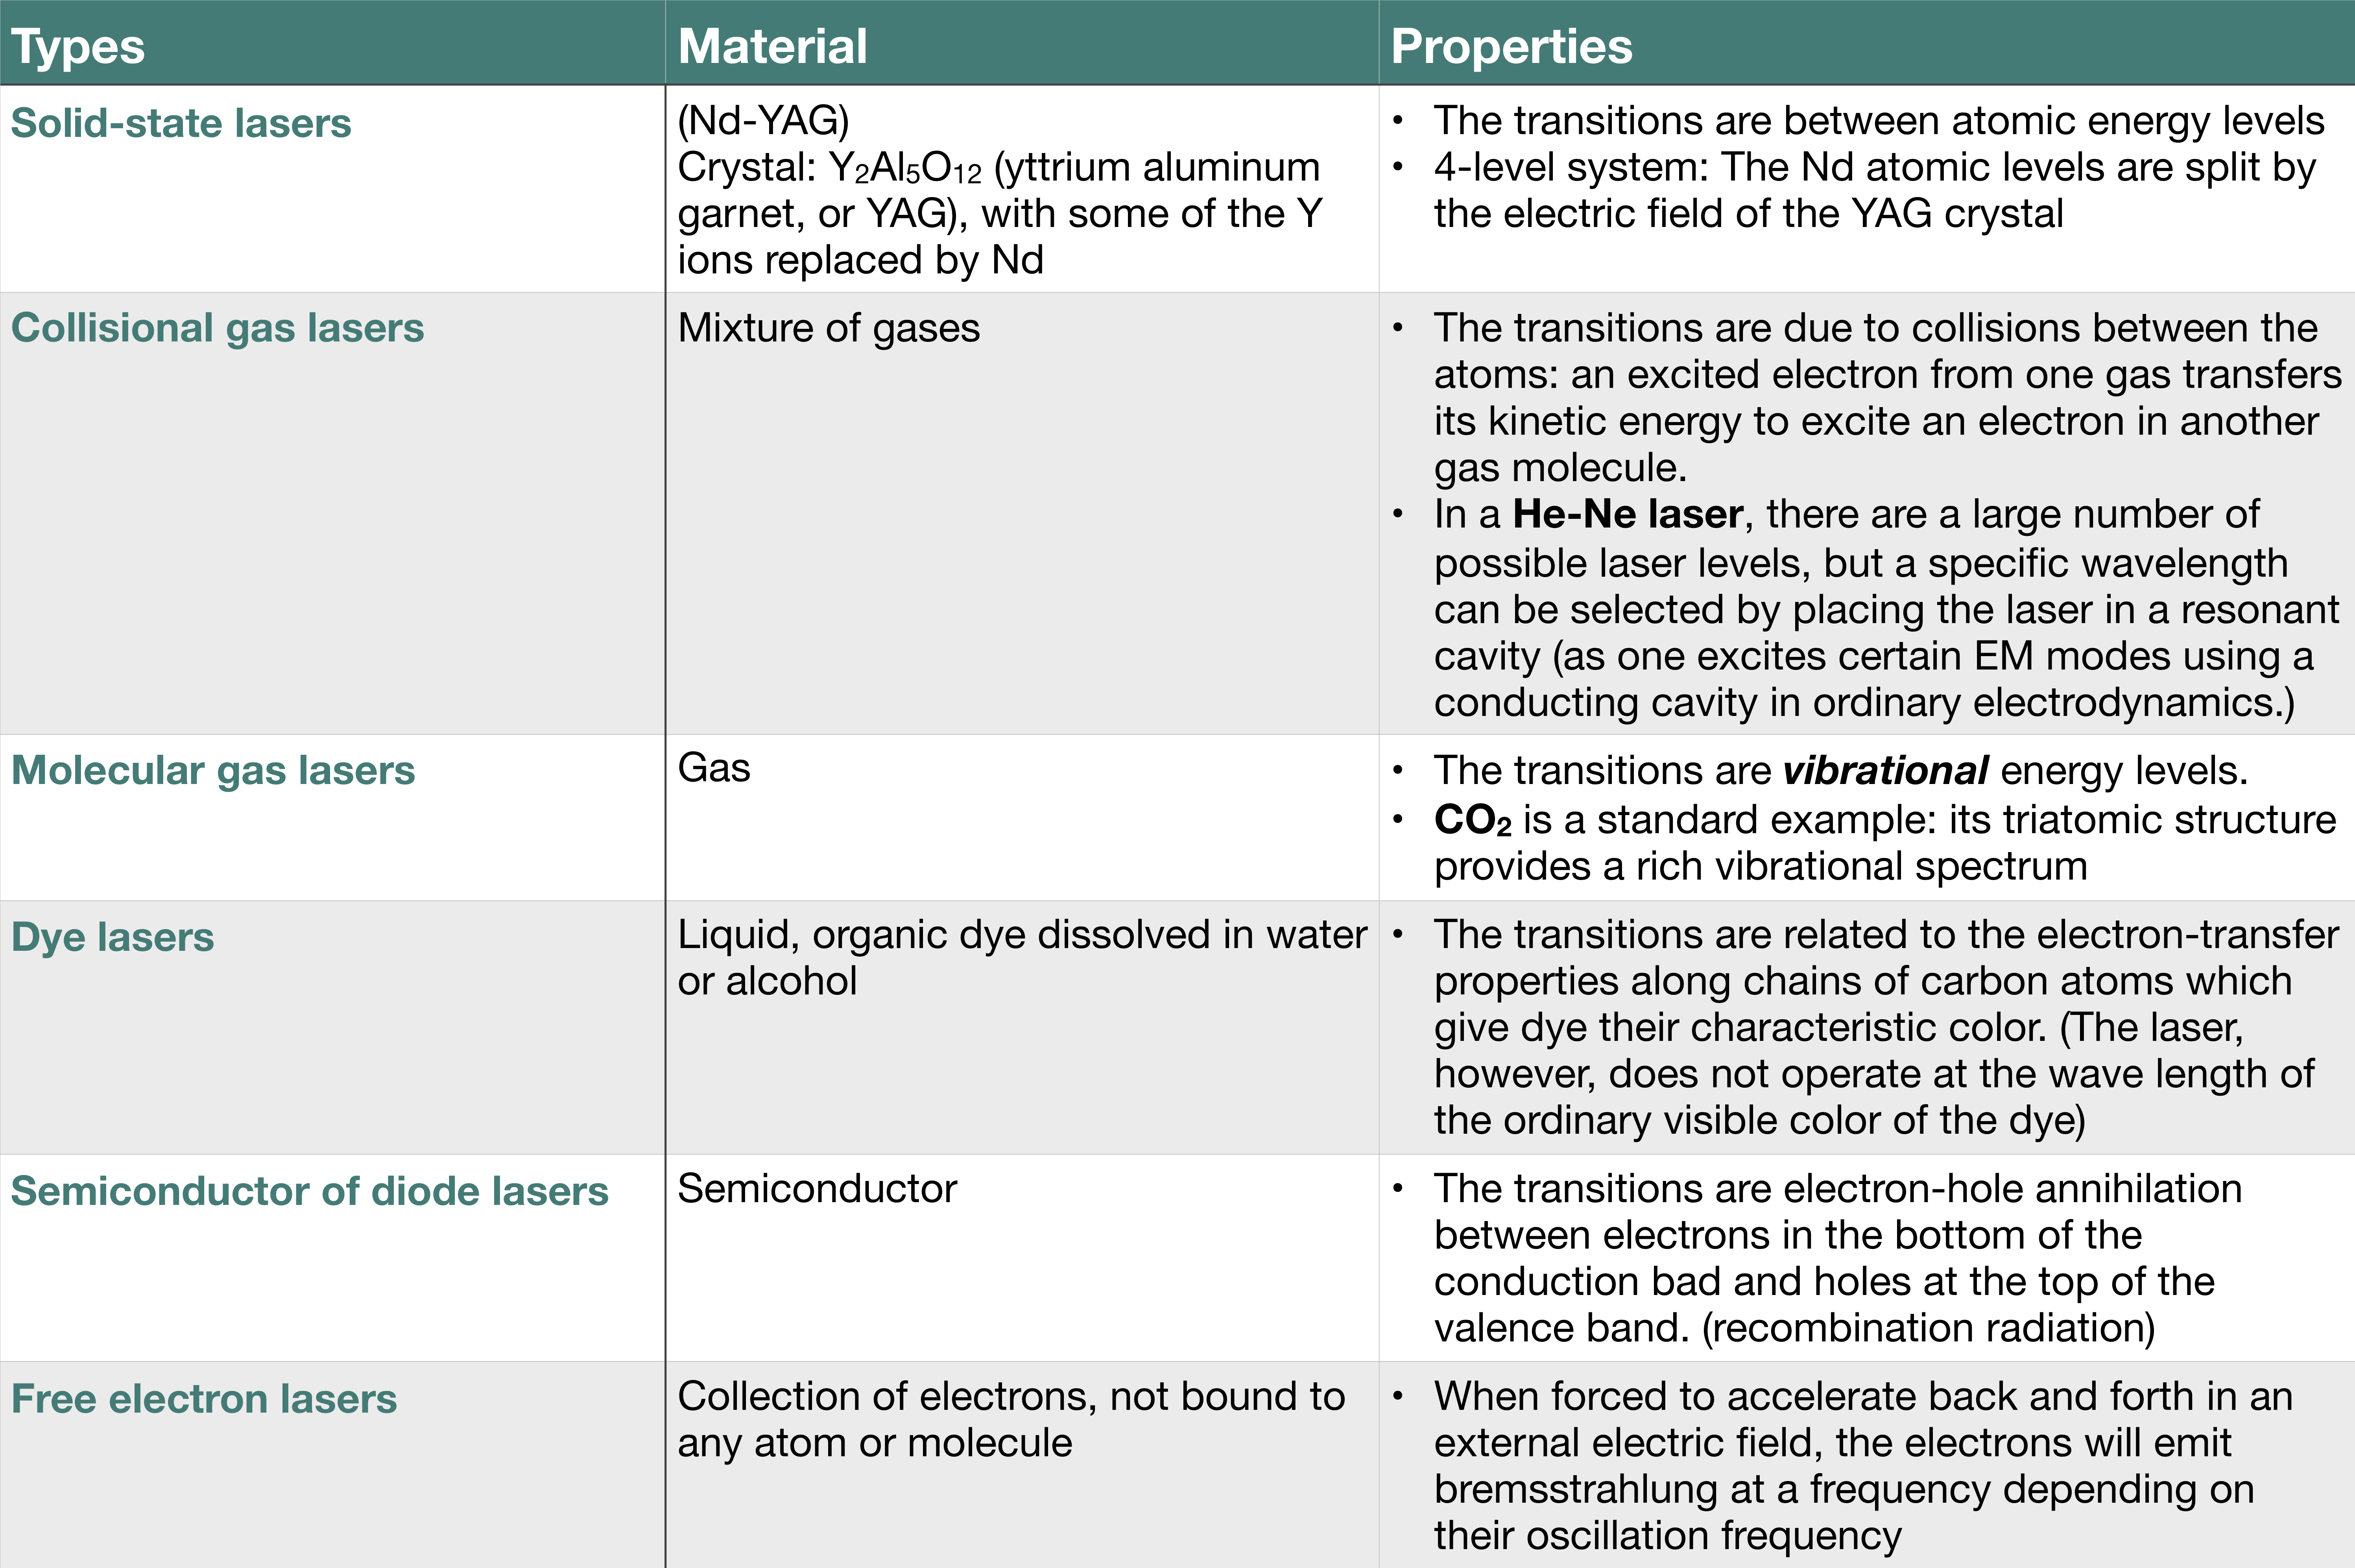 Types
Material
Properties
Solid-state lasers
(Nd-YAG)
Crystal: Y₂Al₅O₁₂ (yttrium aluminum
garnet, or YAG), with some of the Y
ions replaced by Nd
• The transitions are between atomic energy levels
• 4-level system: The Nd atomic levels are split by
the electric field of the YAG crystal
Collisional gas lasers
Mixture of gases
• The transitions are due to collisions between the
atoms: an excited electron from one gas transfers
its kinetic energy to excite an electron in another
gas molecule.
• In a He-Ne laser, there are a large number of
possible laser levels, but a specific wavelength
can be selected by placing the laser in a resonant
cavity (as one excites certain EM modes using a
conducting cavity in ordinary electrodynamics.)
Molecular gas lasers
Gas
• The transitions are vibrational energy levels.
• CO₂ is a standard example: its triatomic structure
provides a rich vibrational spectrum
Dye lasers
Liquid, organic dye dissolved in water
or alcohol
• The transitions are related to the electron-transfer
properties along chains of carbon atoms which
give dye their characteristic color. (The laser,
however, does not operate at the wave length of
the ordinary visible color of the dye)
Semiconductor of diode lasers
Semiconductor
• The transitions are electron-hole annihilation
between electrons in the bottom of the
conduction bad and holes at the top of the
valence band. (recombination radiation)
Free electron lasers
Collection of electrons, not bound to
any atom or molecule
• When forced to accelerate back and forth in an
external electric field, the electrons will emit
bremsstrahlung at a frequency depending on
their oscillation frequency